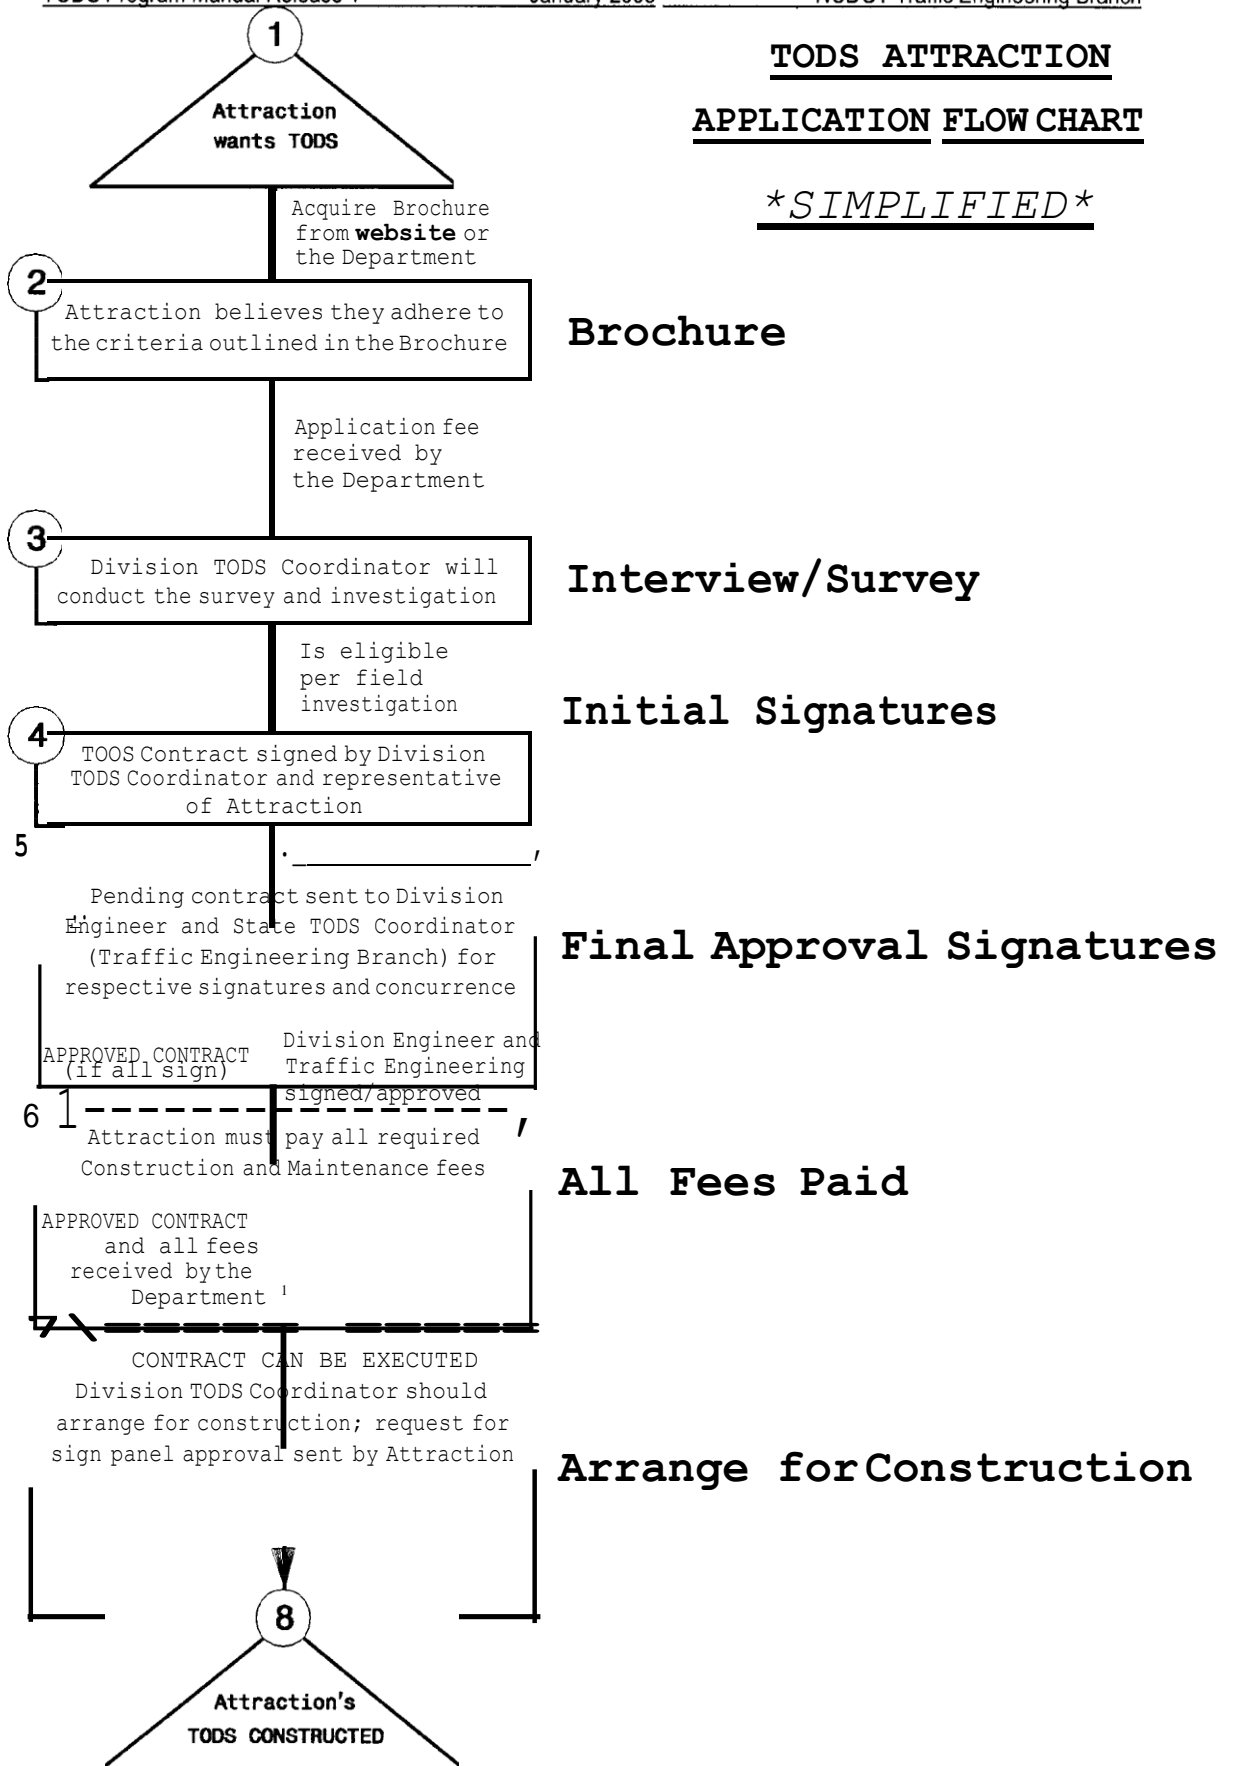 1
TODS ATTRACTION
Attraction
wants TODS
APPLICATION FLOW CHART
*SIMPLIFIED*
Acquire Brochure
from website or
the Department
2
Attraction believes they adhere to
the criteria outlined in the Brochure
Brochure
Application fee
received by
the Department
3
Division TODS Coordinator will
conduct the survey and investigation
Interview/Survey
Is eligible
per field
investigation
Initial Signatures
4
TOOS Contract signed by Division
TODS Coordinator and representative
of Attraction
5
Pending contract sent to Division
Engineer and State TODS Coordinator
(Traffic Engineering Branch) for
respective signatures and concurrence
Final Approval Signatures
APPROVED CONTRACT
(if all sign)
Division Engineer and
Traffic Engineering
signed/approved
6
Attraction must pay all required
Construction and Maintenance fees
All Fees Paid
APPROVED CONTRACT
and all fees
received by the
Department 1
7
CONTRACT CAN BE EXECUTED
Division TODS Coordinator should
arrange for construction; request for
sign panel approval sent by Attraction
Arrange for Construction
8
Attraction's
TODS CONSTRUCTED